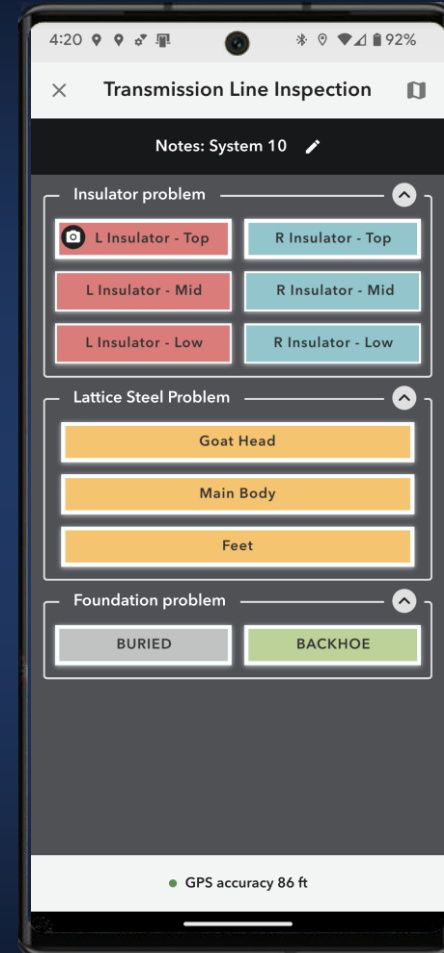 4:20 92%
Transmission Line Inspection
Notes: System 10
Insulator problem
L Insulator - Top R Insulator - Top
L Insulator - Mid R Insulator - Mid
L Insulator - Low R Insulator - Low
Lattice Steel Problem
Goat Head
Main Body
Feet
Foundation problem
BURIED BACKHOE
GPS accuracy 86 ft